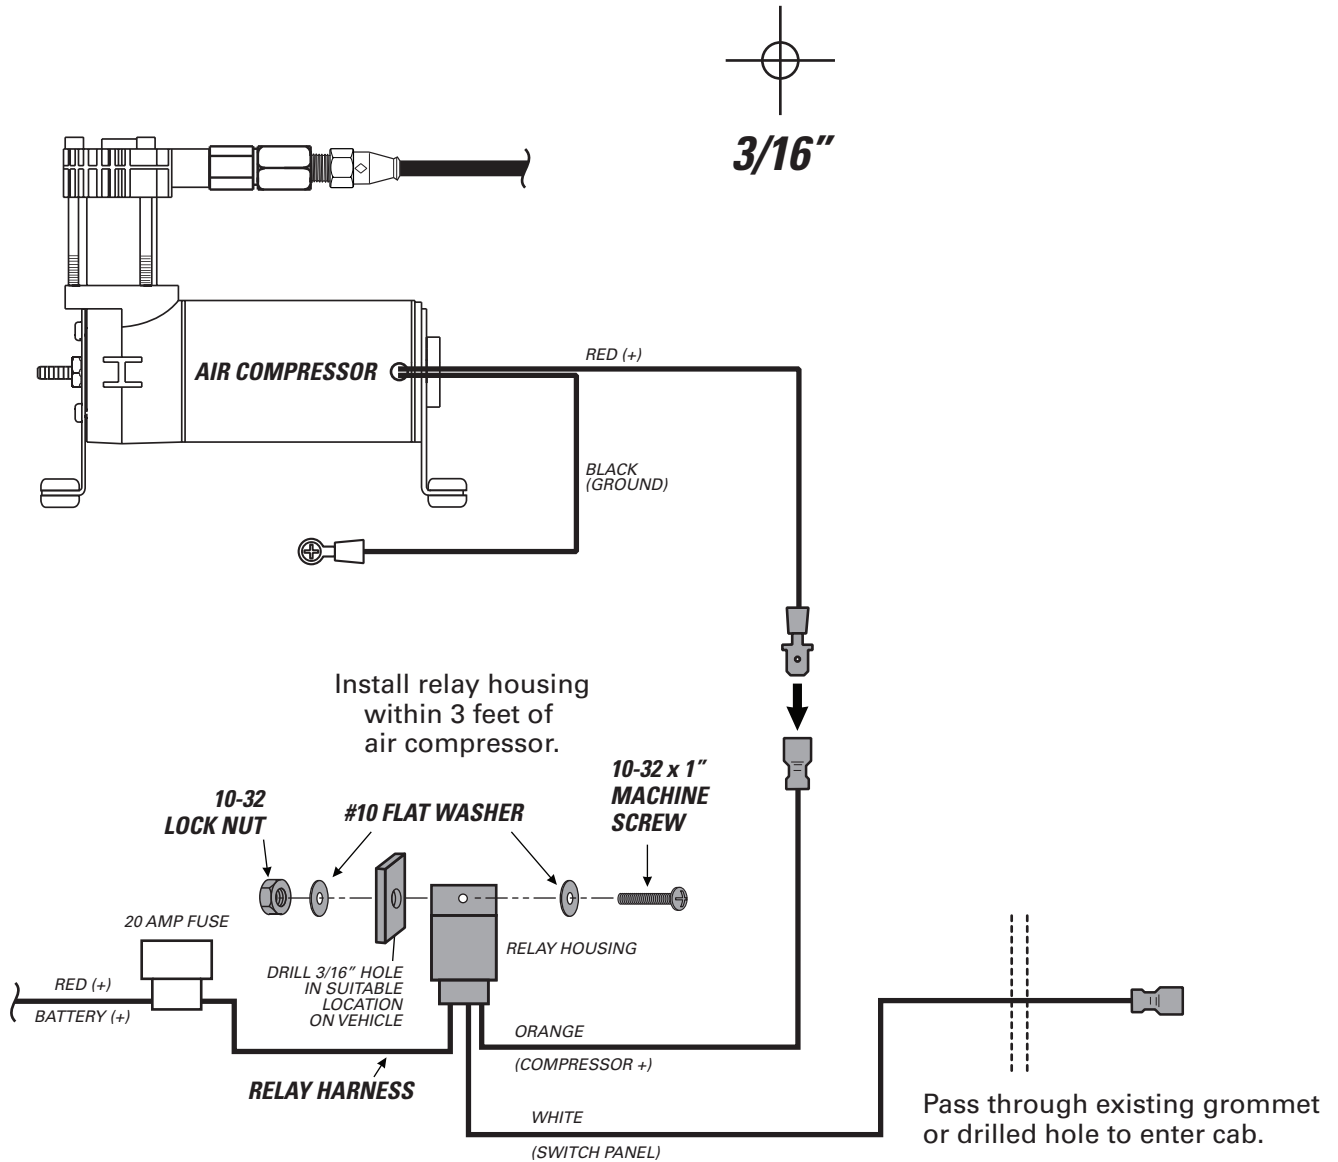 3/16"
AIR COMPRESSOR
RED (+)
BLACK
(GROUND)
Install relay housing
within 3 feet of
air compressor.
10-32
LOCK NUT
#10 FLAT WASHER
10-32 x 1"
MACHINE
SCREW
20 AMP FUSE
RED (+)
BATTERY (+)
DRILL 3/16" HOLE
IN SUITABLE
LOCATION
ON VEHICLE
RELAY HOUSING
ORANGE
(COMPRESSOR +)
RELAY HARNESS
WHITE
(SWITCH PANEL)
Pass through existing grommet
or drilled hole to enter cab.